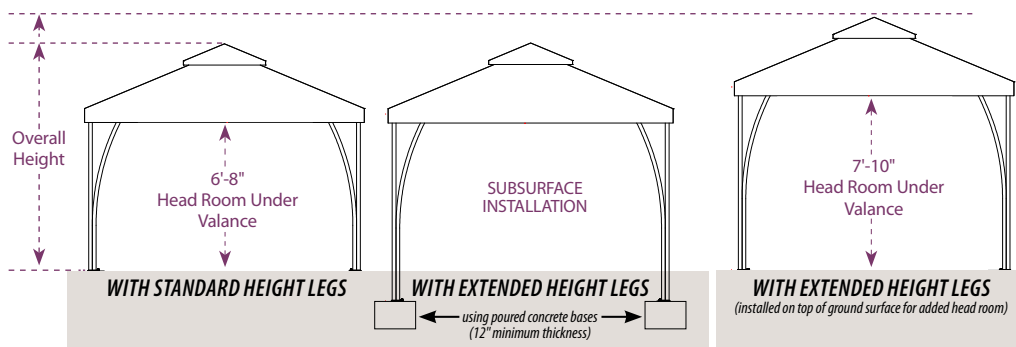 Overall
Height
6'-8"
Head Room Under
Valance
WITH STANDARD HEIGHT LEGS
SUBSURFACE
INSTALLATION
WITH EXTENDED HEIGHT LEGS
using poured concrete bases
(12" minimum thickness)
7'-10"
Head Room Under
Valance
WITH EXTENDED HEIGHT LEGS
(installed on top of ground surface for added head room)